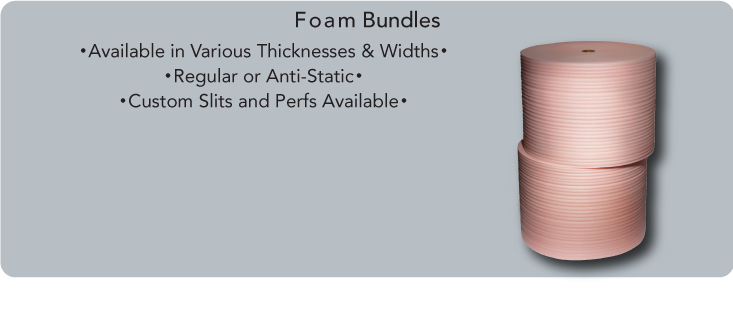 Foam Bundles
•Available in Various Thicknesses & Widths•
•Regular or Anti-Static•
•Custom Slits and Perfs Available•